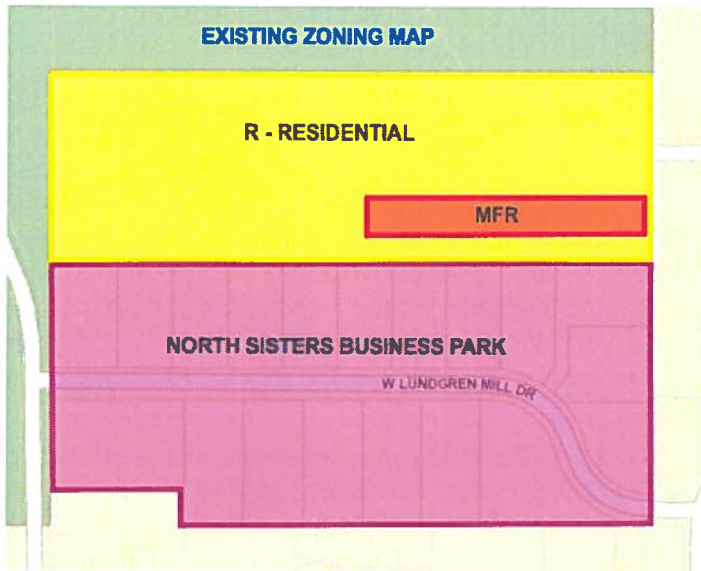 EXISTING ZONING MAP
R - RESIDENTIAL
MFR
NORTH SISTERS BUSINESS PARK
W LUNDGREN MILL DR